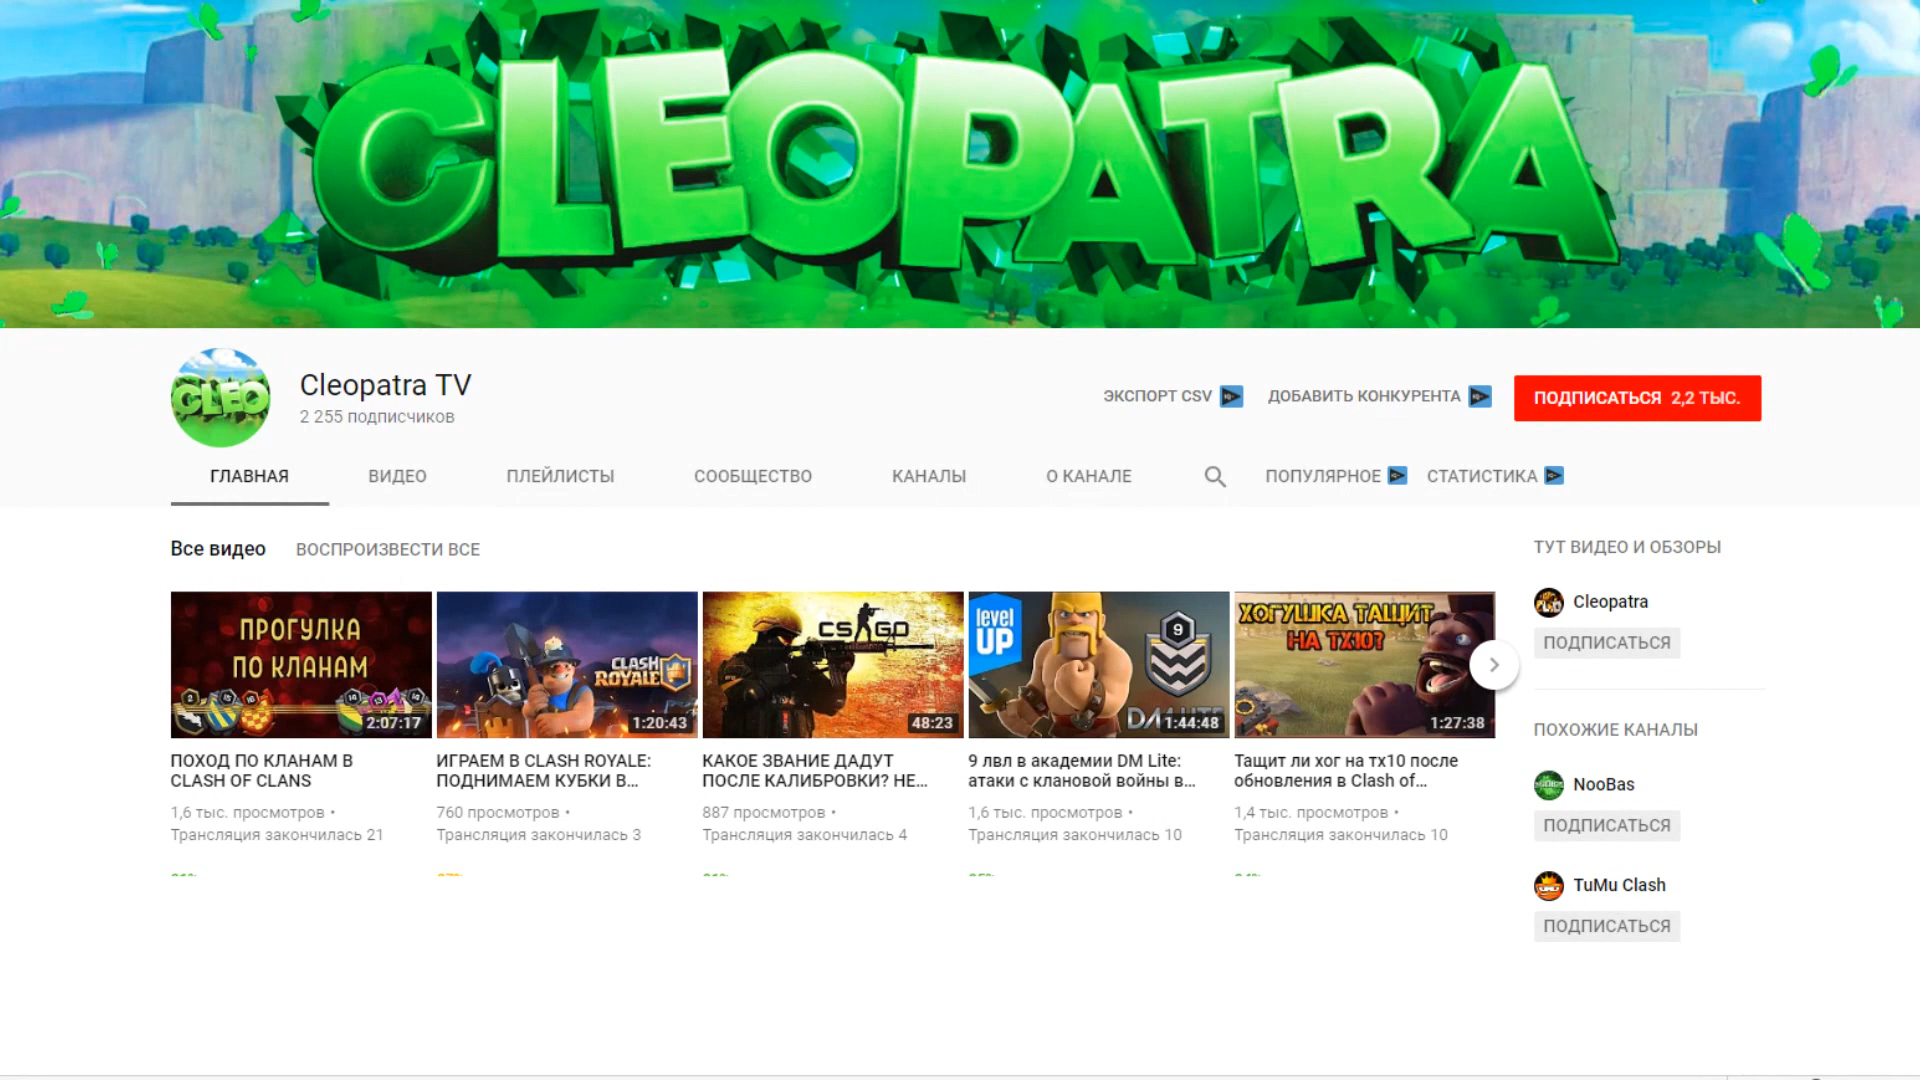 CLEOPATRA
CLEO
Cleopatra TV
2 255 подписчиков
ЭКСПОРТ CSV
ДОБАВИТЬ КОНКУРЕНТА
ПОДПИСАТЬСЯ 2,2 ТЫС.
ГЛАВНАЯ
ВИДЕО
ПЛЕЙЛИСТЫ
СООБЩЕСТВО
КАНАЛЫ
О КАНАЛЕ
ПОПУЛЯРНОЕ
СТАТИСТИКА
Все видео
ВОСПРОИЗВЕСТИ ВСЕ
ПРОГУЛКА
ПО КЛАНАМ
2:07:17
ПОХОД ПО КЛАНАМ В
CLASH OF CLANS
1,6 тыс. просмотров •
Трансляция закончилась 21
CLASH
ROYALE
1:20:43
ИГРАЕМ В CLASH ROYALE:
ПОДНИМАЕМ КУБКИ В...
760 просмотров •
Трансляция закончилась 3
CS GO
48:23
КАКОЕ ЗВАНИЕ ДАДУТ
ПОСЛЕ КАЛИБРОВКИ? НЕ...
887 просмотров •
Трансляция закончилась 4
level
UP
9
1:44:48
9 лвл в академии DM Lite:
атаки с клановой войны в...
1,6 тыс. просмотров •
Трансляция закончилась 10
ХОГУШКА ТАЩИТ
НА ТХ10?
1:27:38
Тащит ли хог на тх10 после
обновления в Clash of...
1,4 тыс. просмотров •
Трансляция закончилась 10
ТУТ ВИДЕО И ОБЗОРЫ
Cleopatra
ПОДПИСАТЬСЯ
ПОХОЖИЕ КАНАЛЫ
NooBas
ПОДПИСАТЬСЯ
TuMu Clash
ПОДПИСАТЬСЯ